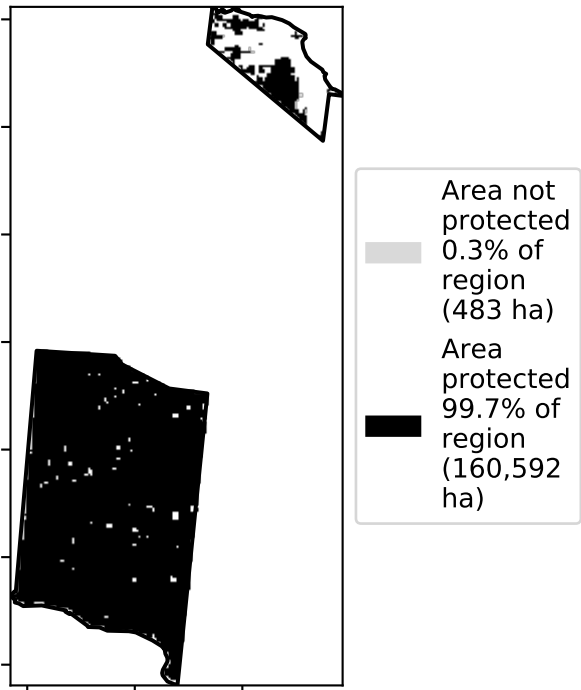 Area not
protected
0.3% of
region
(483 ha)
Area
protected
99.7% of
region
(160,592
ha)